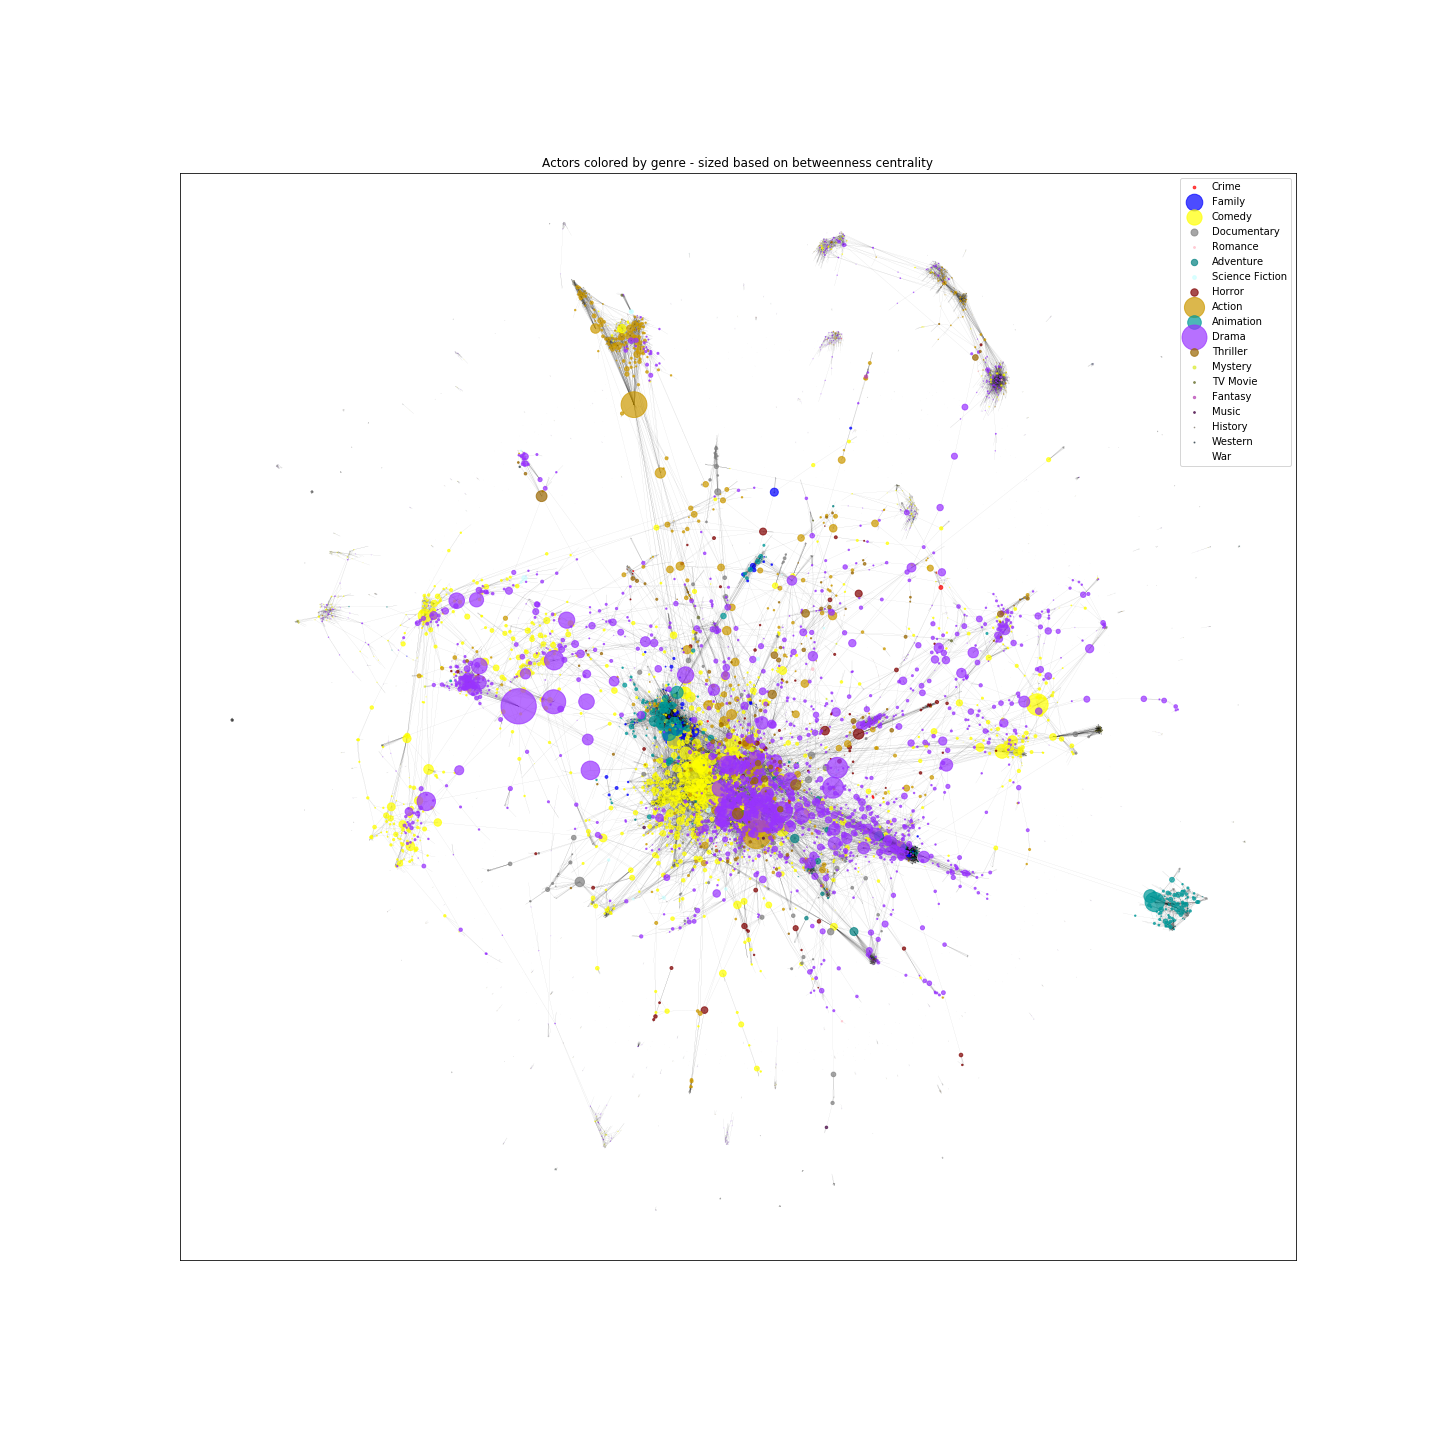 Actors colored by genre - sized based on betweenness centrality
Crime
Family
Comedy
Documentary
Romance
Adventure
Science Fiction
Horror
Action
Animation
Drama
Thriller
Mystery
TV Movie
Fantasy
Music
History
Western
War